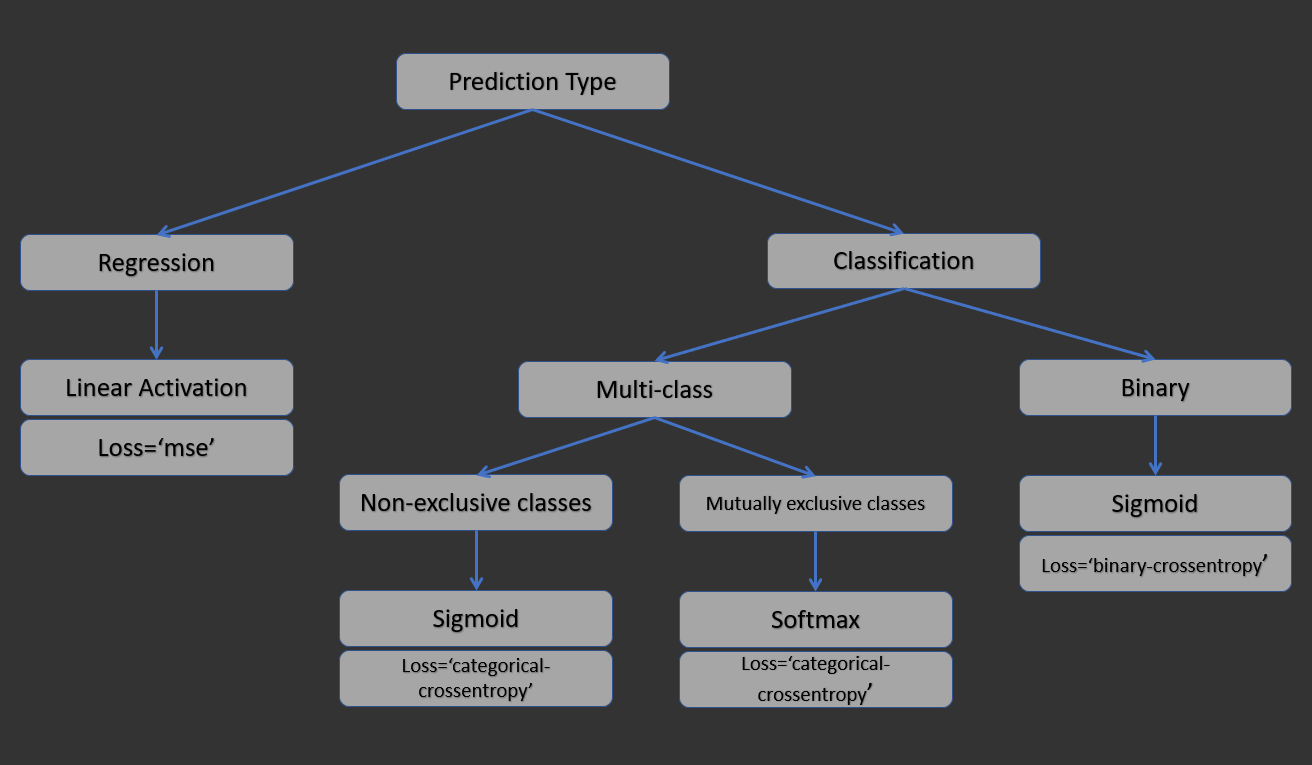 Prediction Type
Regression
Classification
Linear Activation
Loss=‘mse’
Multi-class
Binary
Non-exclusive classes
Mutually exclusive classes
Sigmoid
Loss=‘binary-crossentropy’
Sigmoid
Loss=‘categorical-
crossentropy’
Softmax
Loss=‘categorical-
crossentropy’